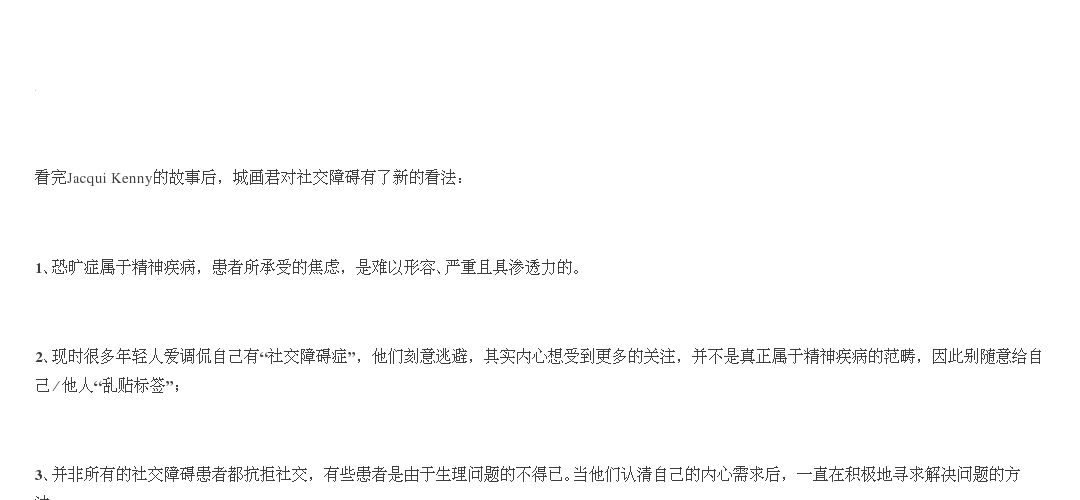 看完Jacqui Kenny的故事后，城画君对社交障碍有了新的看法：
1、恐旷症属于精神疾病，患者所承受的焦虑，是难以形容、严重且具渗透力的。
2、现时很多年轻人爱调侃自己有“社交障碍症”，他们刻意逃避，其实内心想受到更多的关注，并不是真正属于精神疾病的范畴，因此别随意给自
己/他人“乱贴标签”；
3、并非所有的社交障碍患者都抗拒社交，有些患者是由于生理问题的不得已。当他们认清自己的内心需求后，一直在积极地寻求解决问题的方